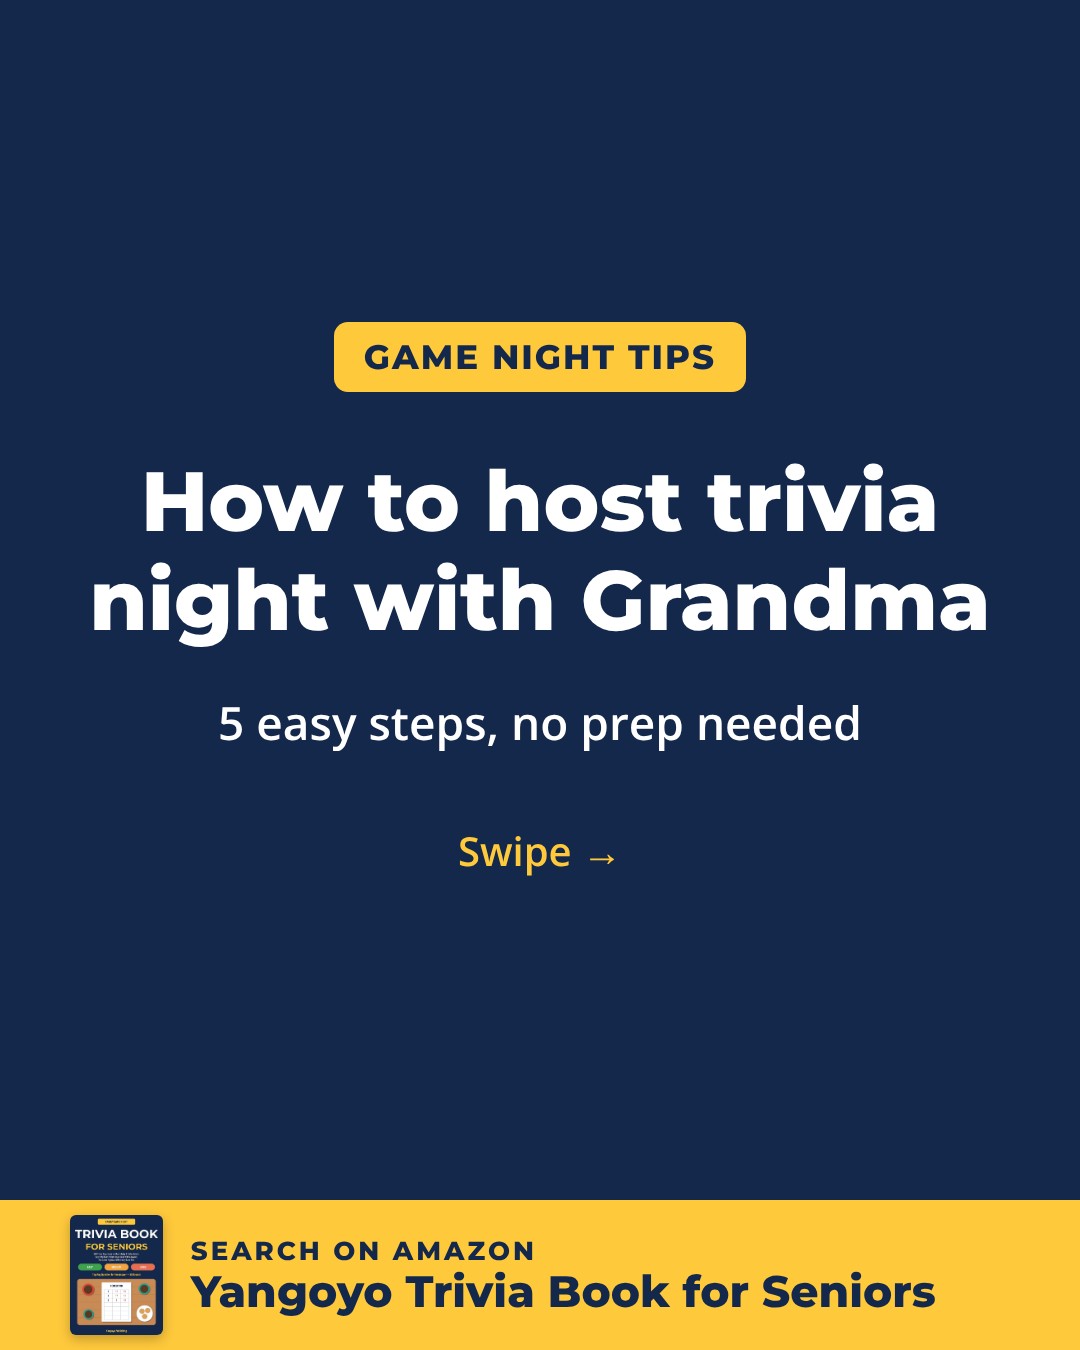 GAME NIGHT TIPS
How to host trivia
night with Grandma
5 easy steps, no prep needed
Swipe →
TRIVIA BOOK
FOR SENIORS
SEARCH ON AMAZON
Yangoyo Trivia Book for Seniors